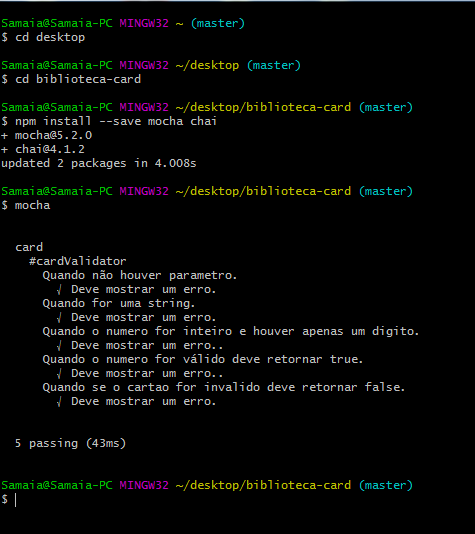 Samaia@Samaia-PC MINGW32 ~ (master)
$ cd desktop
Samaia@Samaia-PC MINGW32 ~/desktop (master)
$ cd biblioteca-card
Samaia@Samaia-PC MINGW32 ~/desktop/biblioteca-card (master)
$ npm install --save mocha chai
+ mocha@5.2.0
+ chai@4.1.2
updated 2 packages in 4.008s
Samaia@Samaia-PC MINGW32 ~/desktop/biblioteca-card (master)
$ mocha
card
#cardValidator
Quando não houver parametro.
√ Deve mostrar um erro.
Quando for uma string.
√ Deve mostrar um erro.
Quando o numero for inteiro e houver apenas um digito.
√ Deve mostrar um erro..
Quando o numero for válido deve retornar true.
√ Deve mostrar um erro..
Quando se o cartao for invalido deve retornar false.
√ Deve mostrar um erro.
5 passing (43ms)
Samaia@Samaia-PC MINGW32 ~/desktop/biblioteca-card (master)
$